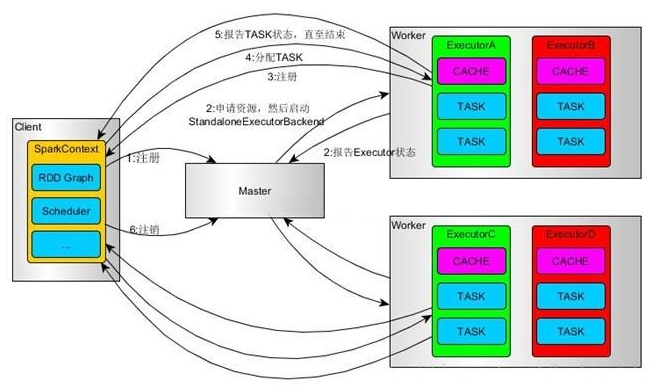 5:报告TASK状态，直至结束
4:分配TASK
3:注册
2:申请资源，然后启动
StandaloneExecutorBackend
Worker
ExecutorA
CACHE
TASK
TASK
ExecutorB
CACHE
TASK
TASK
Client
SparkContext
RDD Graph
Scheduler
...
1:注册
2:报告Executor状态
Master
6:注销
Worker
ExecutorC
CACHE
TASK
TASK
ExecutorD
CACHE
TASK
TASK